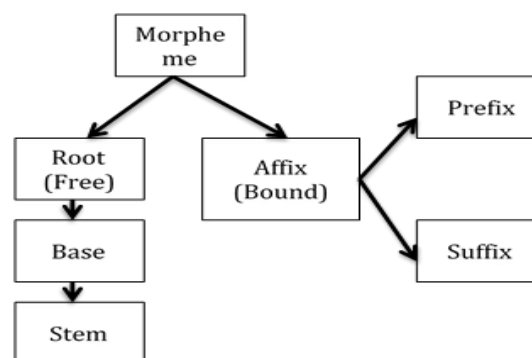 Morphe
me
Root
(Free)
Affix
(Bound)
Prefix
Base
Suffix
Stem